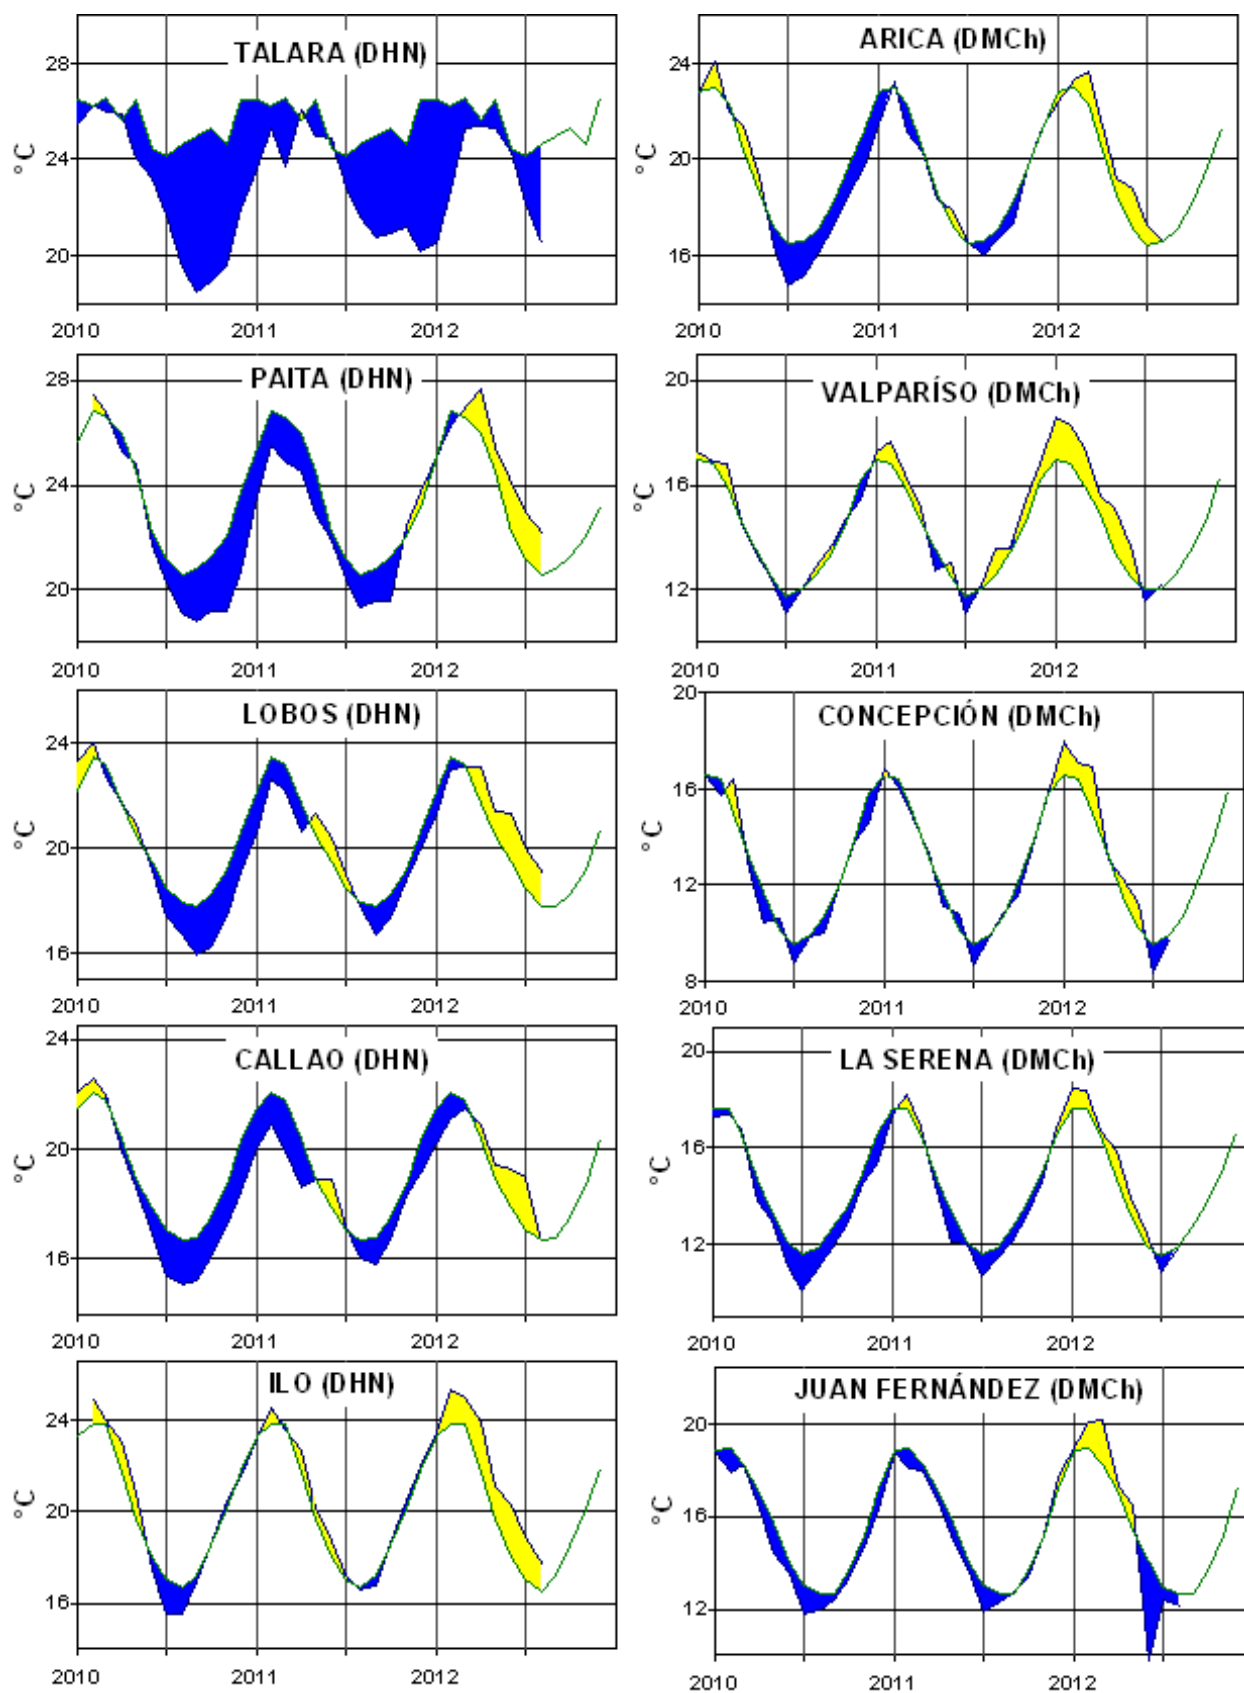 TALARA (DHN)
28
24
20
°C
2010 2011 2012
ARICA (DMCh)
24
20
16
°C
2010 2011 2012
PAITA (DHN)
28
24
20
°C
2010 2011 2012
VALPARÍSO (DMCh)
20
16
12
°C
2010 2011 2012
LOBOS (DHN)
24
20
16
°C
2010 2011 2012
CONCEPCIÓN (DMCh)
20
16
12
8
°C
2010 2011 2012
CALLAO (DHN)
24
20
16
°C
2010 2011 2012
LA SERENA (DMCh)
20
16
12
°C
2010 2011 2012
ILO (DHN)
24
20
16
°C
2010 2011 2012
JUAN FERNÁNDEZ (DMCh)
20
16
12
°C
2010 2011 2012